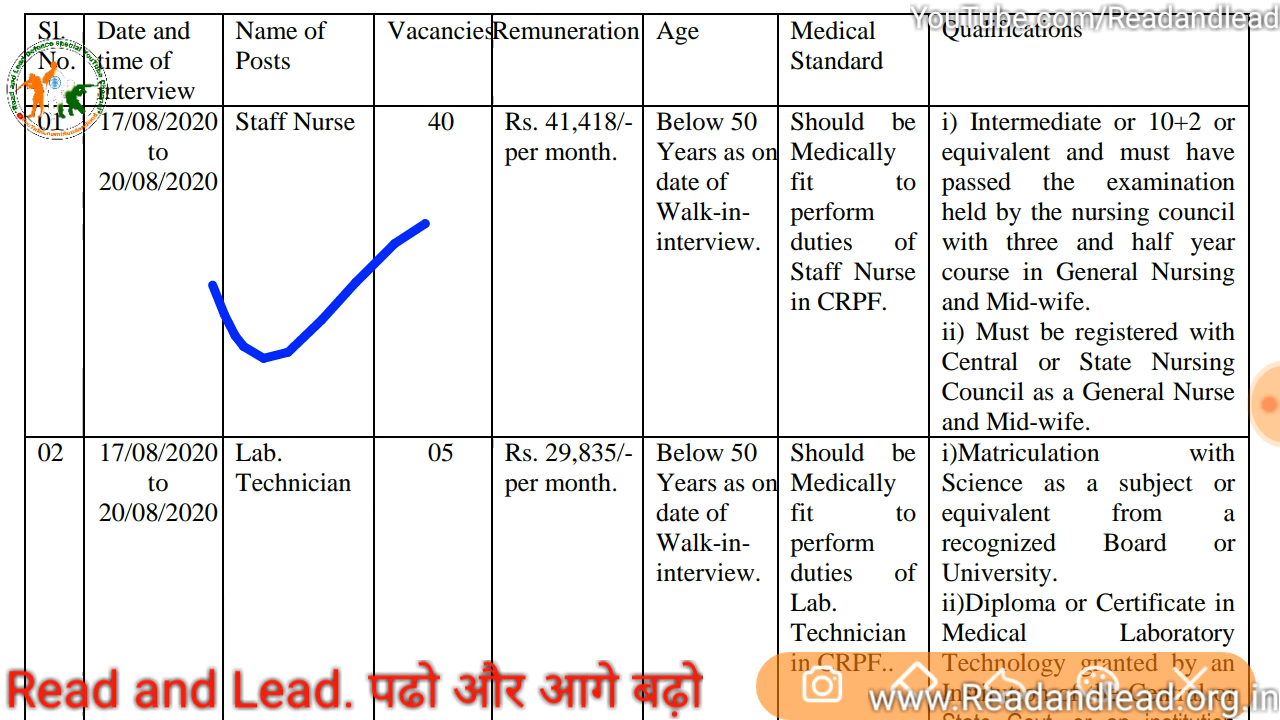 YouTube.com/Readandlead
Sl. No.
Date and time of interview
Name of Posts
Vacancies
Remuneration
Age
Medical Standard
Qualifications
01
17/08/2020
to
20/08/2020
Staff Nurse
40
Rs. 41,418/-
per month.
Below 50
Years as on
date of
Walk-in-
interview.
Should be
Medically
fit to
perform
duties of
Staff Nurse
in CRPF.
i) Intermediate or 10+2 or
equivalent and must have
passed the examination
held by the nursing council
with three and half year
course in General Nursing
and Mid-wife.
ii) Must be registered with
Central or State Nursing
Council as a General Nurse
and Mid-wife.
02
17/08/2020
to
20/08/2020
Lab.
Technician
05
Rs. 29,835/-
per month.
Below 50
Years as on
date of
Walk-in-
interview.
Should be
Medically
fit to
perform
duties of
Lab.
Technician
in CRPF..
i)Matriculation with
Science as a subject or
equivalent from a
recognized Board or
University.
ii)Diploma or Certificate in
Medical Laboratory
Technology granted by an
Read and Lead. पढो और आगे बढ़ो
www.Readandlead.Org.in